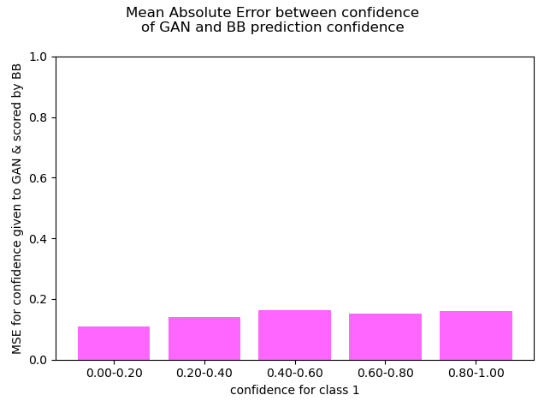 Mean Absolute Error between confidence
of GAN and BB prediction confidence
MSE for confidence given to GAN & scored by BB
1.0
0.8
0.6
0.4
0.2
0.0
0.00-0.20 0.20-0.40 0.40-0.60 0.60-0.80 0.80-1.00
confidence for class 1